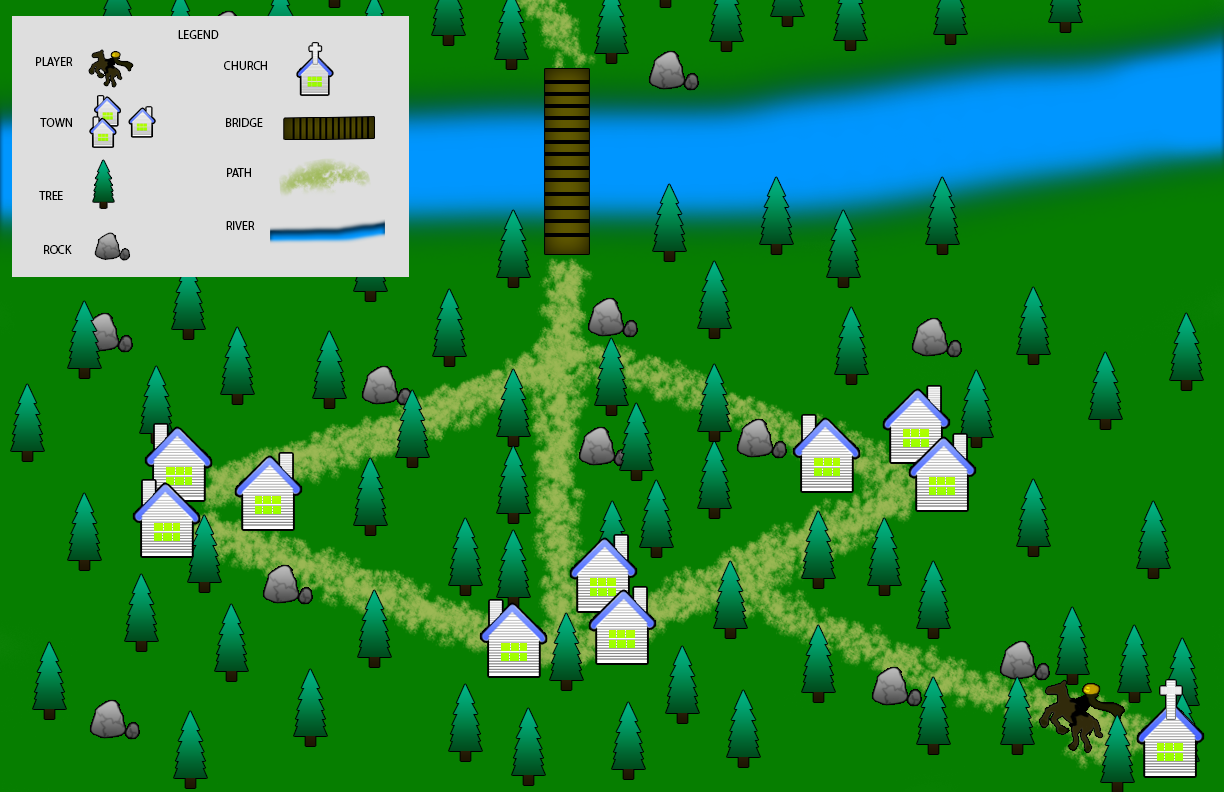 LEGEND
PLAYER
TOWN
TREE
ROCK
CHURCH
BRIDGE
PATH
RIVER